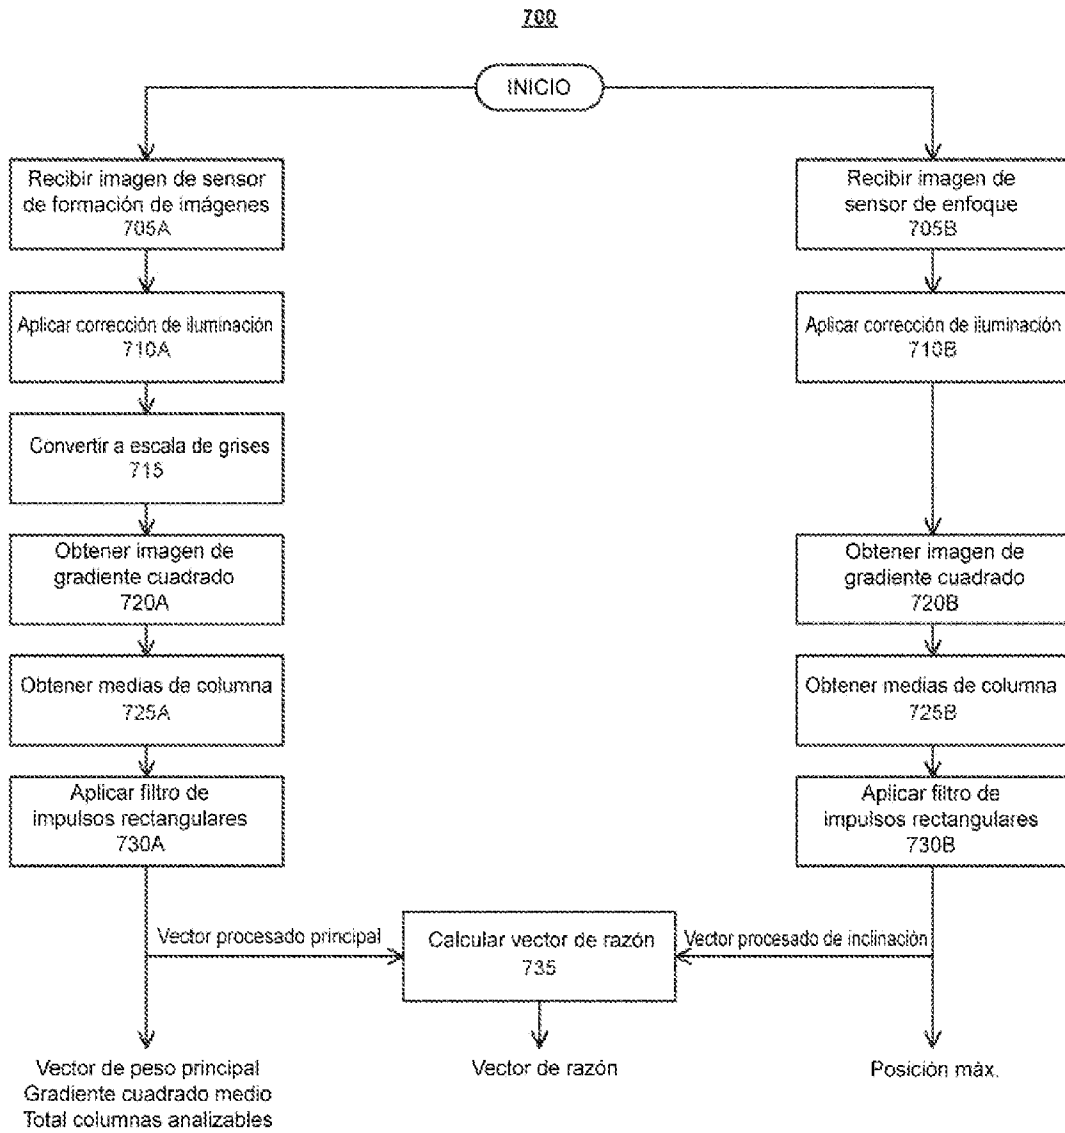 700
INICIO
Recibir imagen de sensor
de formación de imágenes
705A
Aplicar corrección de iluminación
710A
Convertir a escala de grises
715
Obtener imagen de
gradiente cuadrado
720A
Obtener medias de columna
725A
Aplicar filtro de
impulsos rectangulares
730A
Recibir imagen de
sensor de enfoque
705B
Aplicar corrección de iluminación
710B
Obtener imagen de
gradiente cuadrado
720B
Obtener medias de columna
725B
Aplicar filtro de
impulsos rectangulares
730B
Vector procesado principal
Calcular vector de razón
735
Vector procesado de inclinación
Vector de peso principal
Gradiente cuadrado medio
Total columnas analizables
Vector de razón
Posición máx.